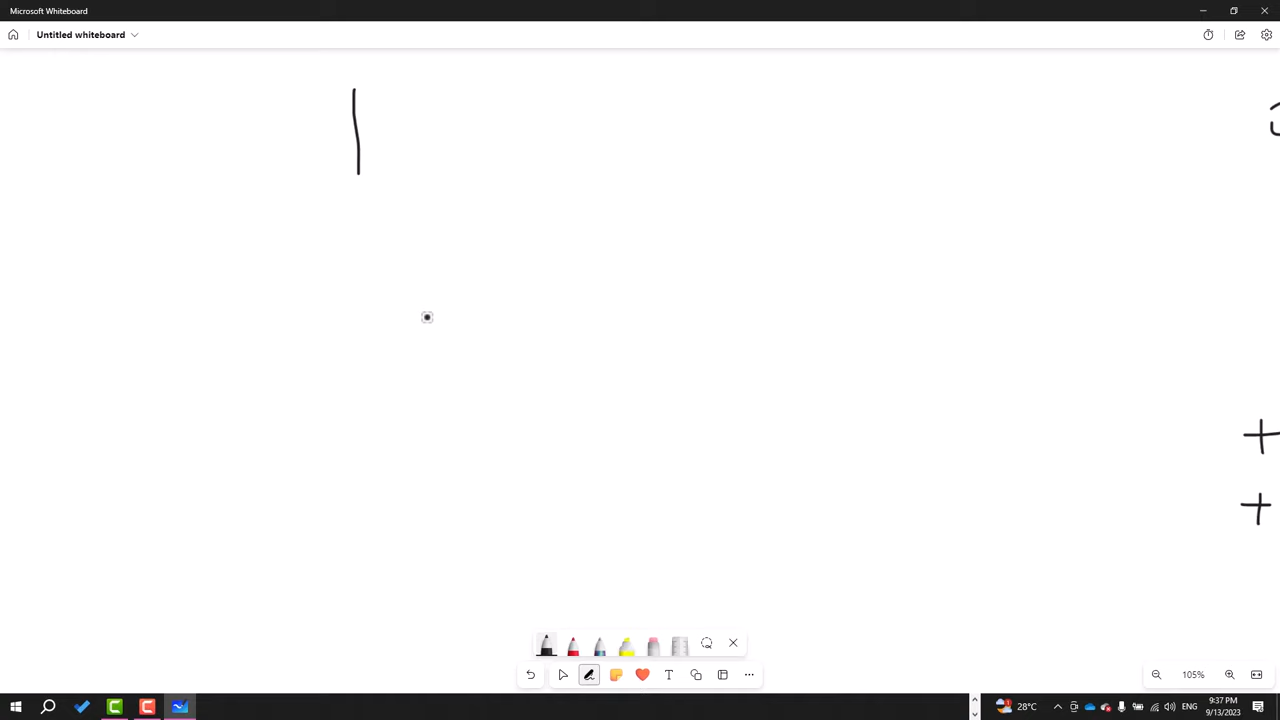 Microsoft Whiteboard
Untitled whiteboard
+
+
105%
28°C
ENG
9:37 PM
9/13/2023